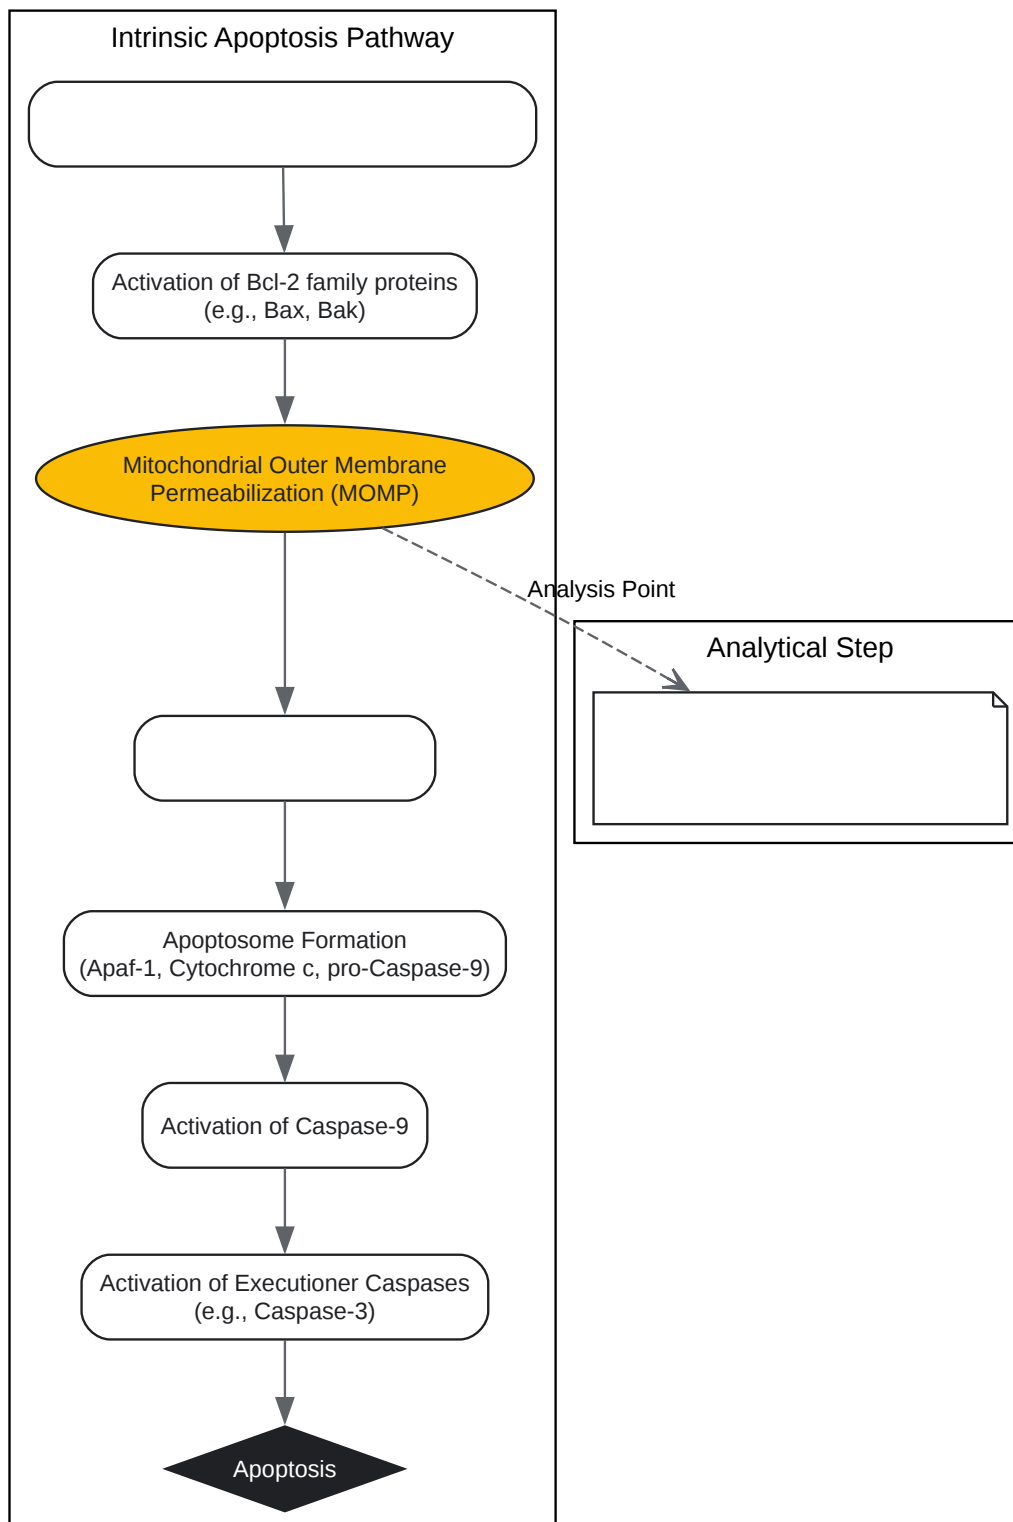 Intrinsic Apoptosis Pathway
Activation of Bcl-2 family proteins
(e.g., Bax, Bak)
Mitochondrial Outer Membrane
Permeabilization (MOMP)
Analysis Point
Analytical Step
Apoptosome Formation
(Apaf-1, Cytochrome c, pro-Caspase-9)
Activation of Caspase-9
Activation of Executioner Caspases
(e.g., Caspase-3)
Apoptosis